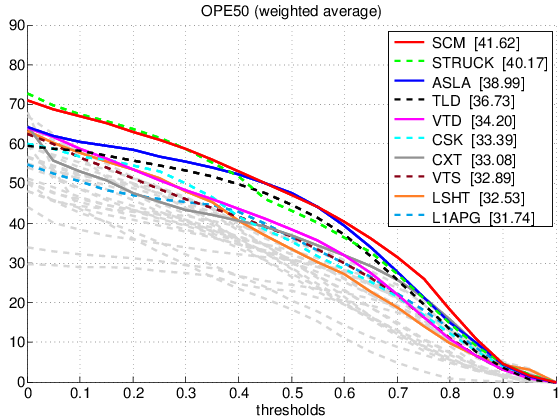 OPE50 (weighted average)
90
80
70
60
50
40
30
20
10
0
SCM [41.62]
STRUCK [40.17]
ASLA [38.99]
TLD [36.73]
VTD [34.20]
CSK [33.39]
CXT [33.08]
VTS [32.89]
LSHT [32.53]
L1APG [31.74]
0 0.1 0.2 0.3 0.4 0.5 0.6 0.7 0.8 0.9 1
thresholds